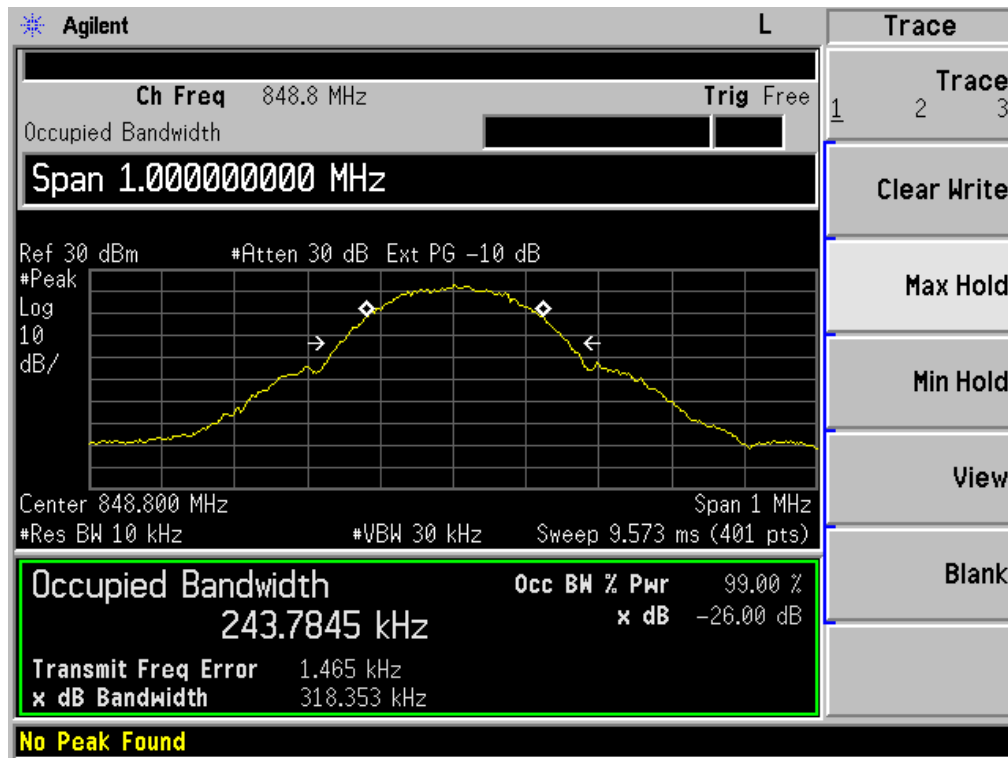 Agilent L Trace
Ch Freq 848.8 MHz Trig Free
Occupied Bandwidth
Span 1.000000000 MHz
Ref 30 dBm #Atten 30 dB Ext PG -10 dB
#Peak
Log
10
dB/
Center 848.800 MHz Span 1 MHz
#Res BW 10 kHz #VBW 30 kHz Sweep 9.573 ms (401 pts)
Occupied Bandwidth
243.7845 kHz
Occ BW % Pwr 99.00 %
x dB -26.00 dB
Transmit Freq Error 1.465 kHz
x dB Bandwidth 318.353 kHz
No Peak Found
Trace
1 2 3
Clear Write
Max Hold
Min Hold
View
Blank